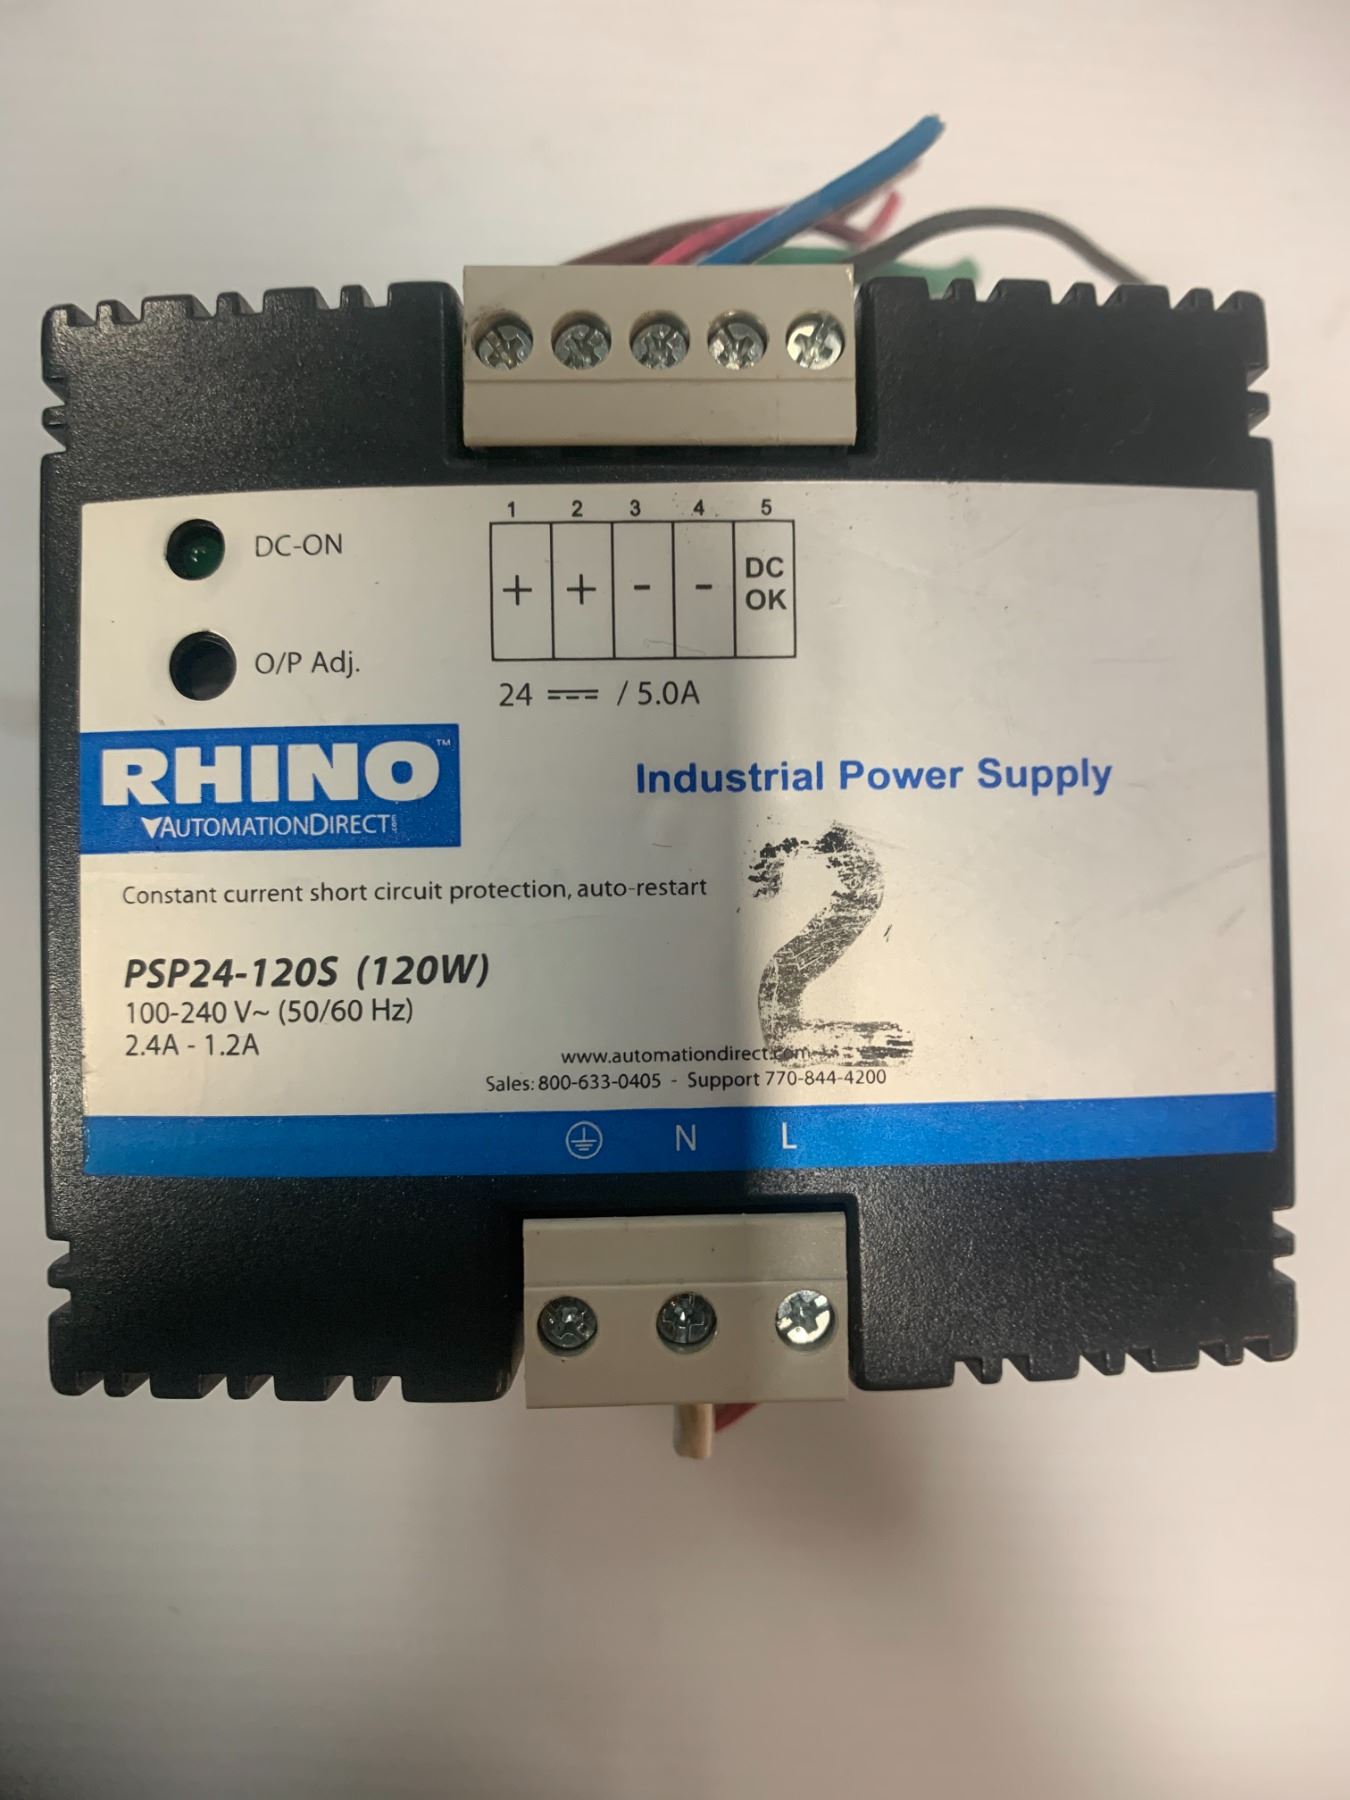 1 2 3 4 5
DC-ON
+ + - - DC OK
O/P Adj.
24 ⎓ / 5.0A
RHINO™
AUTOMATIONDIRECT.com
Industrial Power Supply
Constant current short circuit protection, auto-restart
2
PSP24-120S (120W)
100-240 V~ (50/60 Hz)
2.4A - 1.2A
www.automationdirect.com
Sales: 800-633-0405 - Support 770-844-4200
N L